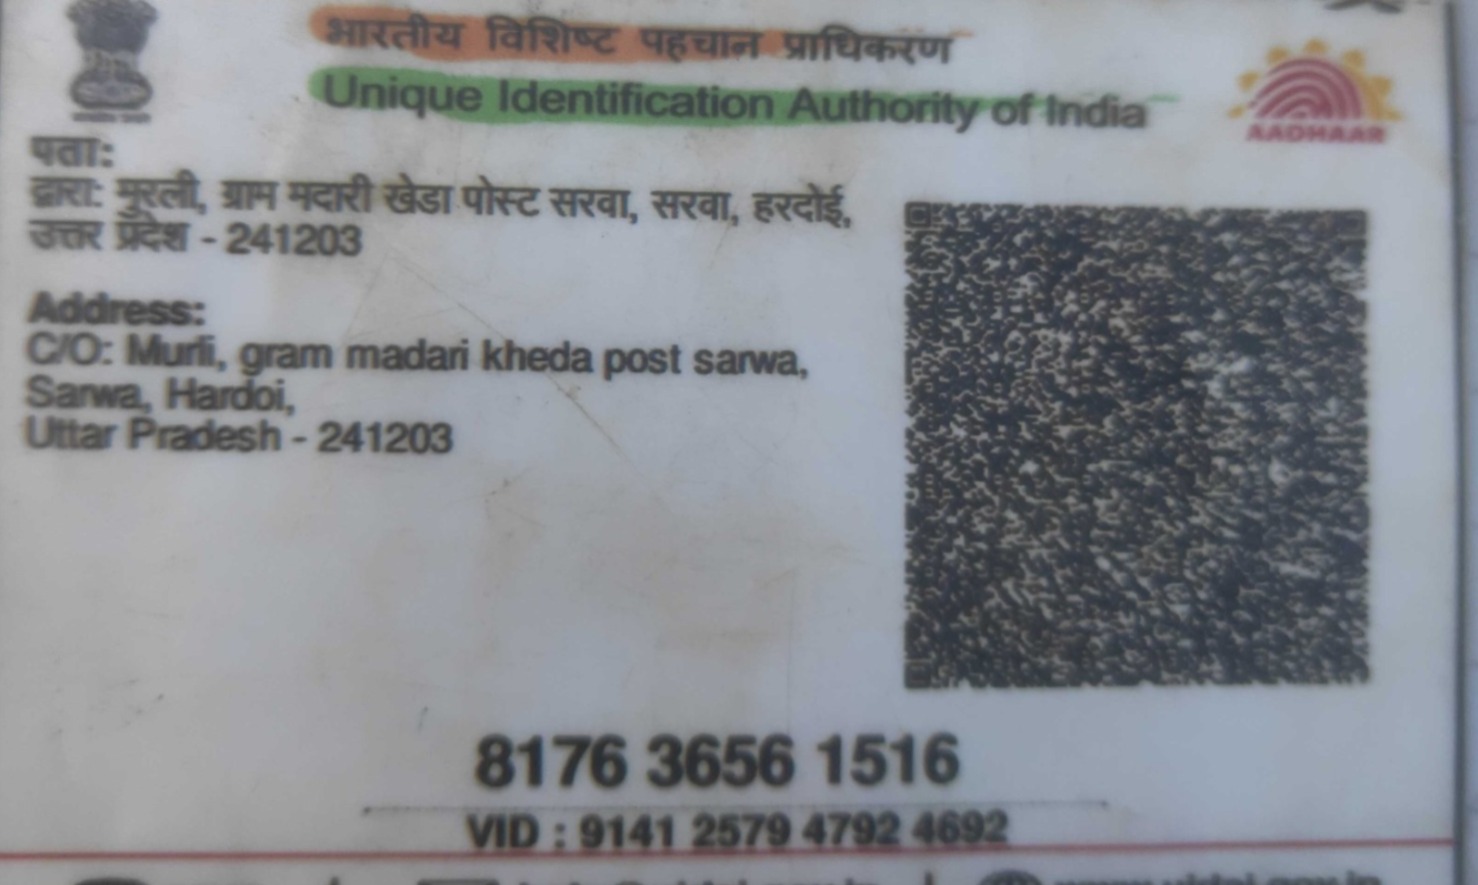 भारतीय विशिष्ट पहचान प्राधिकरण
Unique Identification Authority of India
AADHAAR
पता:
द्वारा: मुरली, ग्राम मदारी खेडा पोस्ट सरवा, सरवा, हरदोई,
उत्तर प्रदेश - 241203
Address:
C/O: Murli, gram madari kheda post sarwa,
Sarwa, Hardoi,
Uttar Pradesh - 241203
8176 3656 1516
VID : 9141 2579 4792 4692